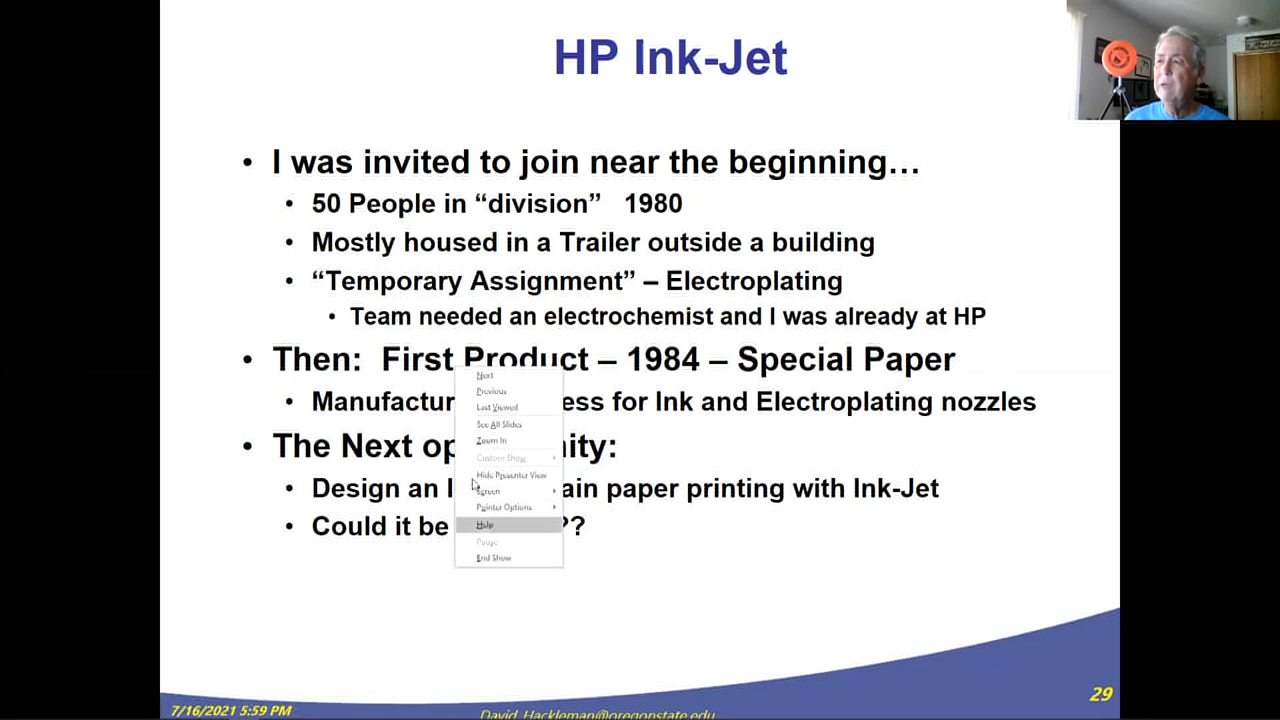 HP Ink-Jet
• I was invited to join near the beginning…
• 50 People in “division” 1980
• Mostly housed in a Trailer outside a building
• “Temporary Assignment” – Electroplating
• Team needed an electrochemist and I was already at HP
• Then: First Product – 1984 – Special Paper
• Manufactur ess for Ink and Electroplating nozzles
• The Next op ity:
• Design an I ain paper printing with Ink-Jet
• Could it be ??
Next
Previous
Last Viewed
See All Slides
Zoom In
Custom Show
Hide Presenter View
Screen
Pointer Options
Help
Pause
End Show
7/16/2021 5:59 PM
David_Hackleman@oregonstate.edu
29